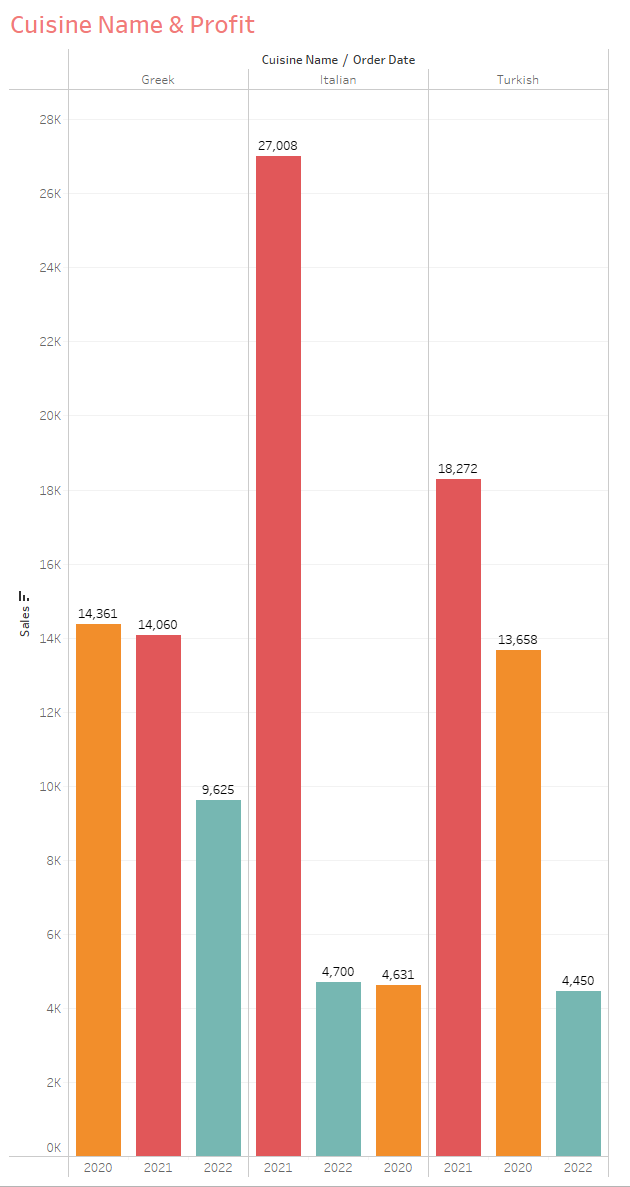 Cuisine Name & Profit
Cuisine Name / Order Date
Greek Italian Turkish
28K
27,008
26K
24K
22K
20K
18,272
18K
16K
Sales
14,361
14,060
14K
13,658
12K
10K
9,625
8K
6K
4,700
4,631
4,450
4K
2K
0K
2020 2021 2022 2021 2022 2020 2021 2020 2022